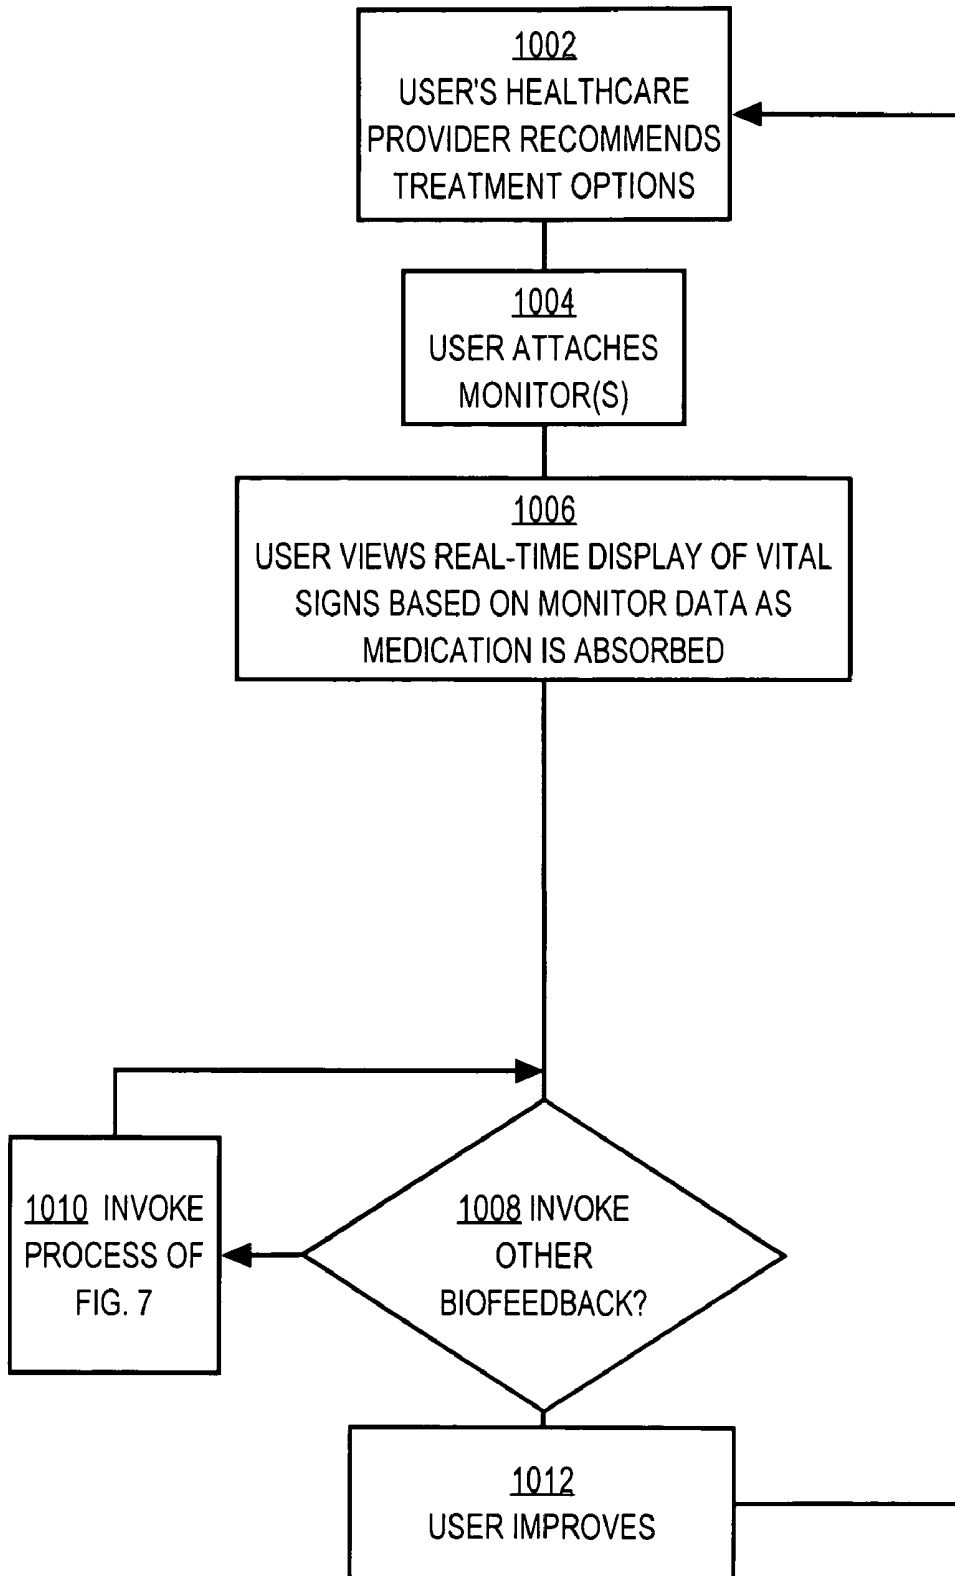 1002
USER'S HEALTHCARE
PROVIDER RECOMMENDS
TREATMENT OPTIONS
1004
USER ATTACHES
MONITOR(S)
1006
USER VIEWS REAL-TIME DISPLAY OF VITAL
SIGNS BASED ON MONITOR DATA AS
MEDICATION IS ABSORBED
1010 INVOKE
PROCESS OF
FIG. 7
1008 INVOKE
OTHER
BIOFEEDBACK?
1012
USER IMPROVES